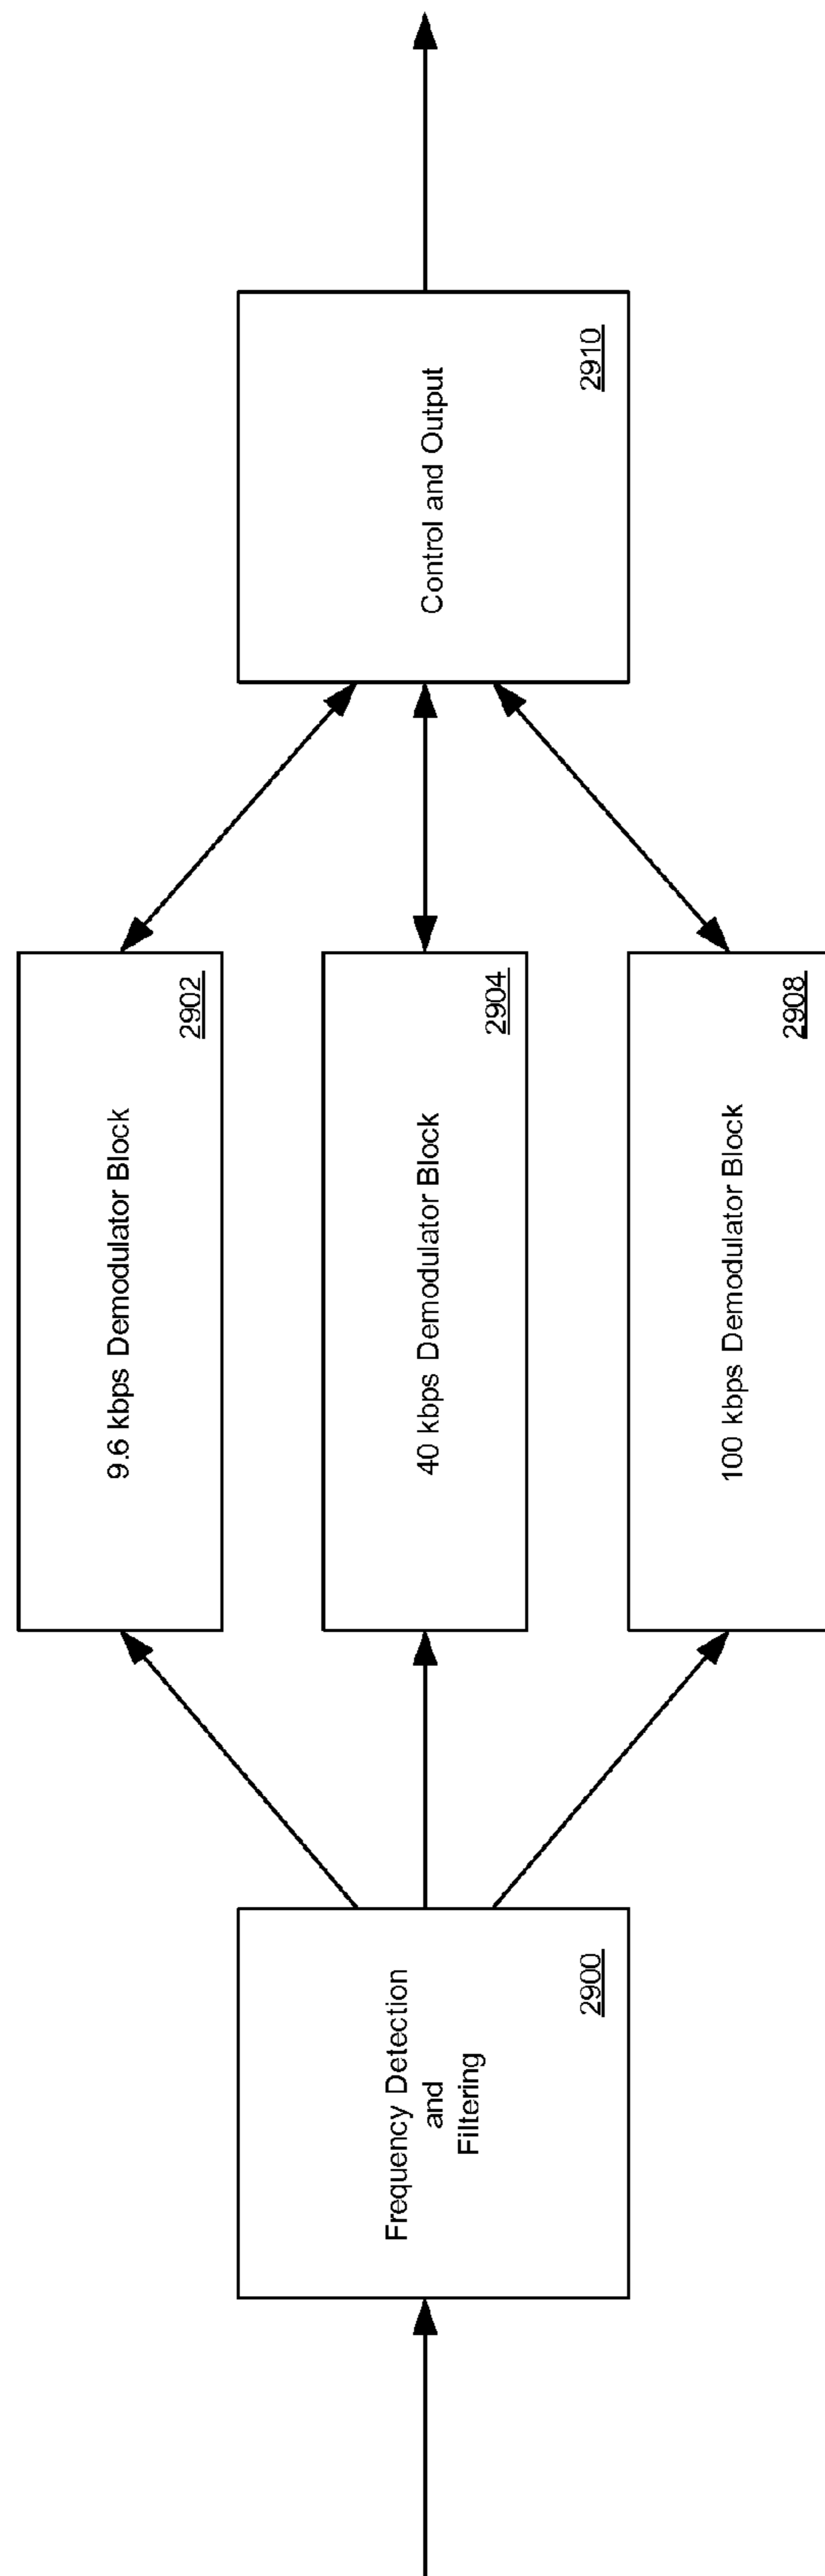 Frequency Detection
and
Filtering
2900
9.6 kbps Demodulator Block
2902
40 kbps Demodulator Block
2904
100 kbps Demodulator Block
2908
Control and Output
2910